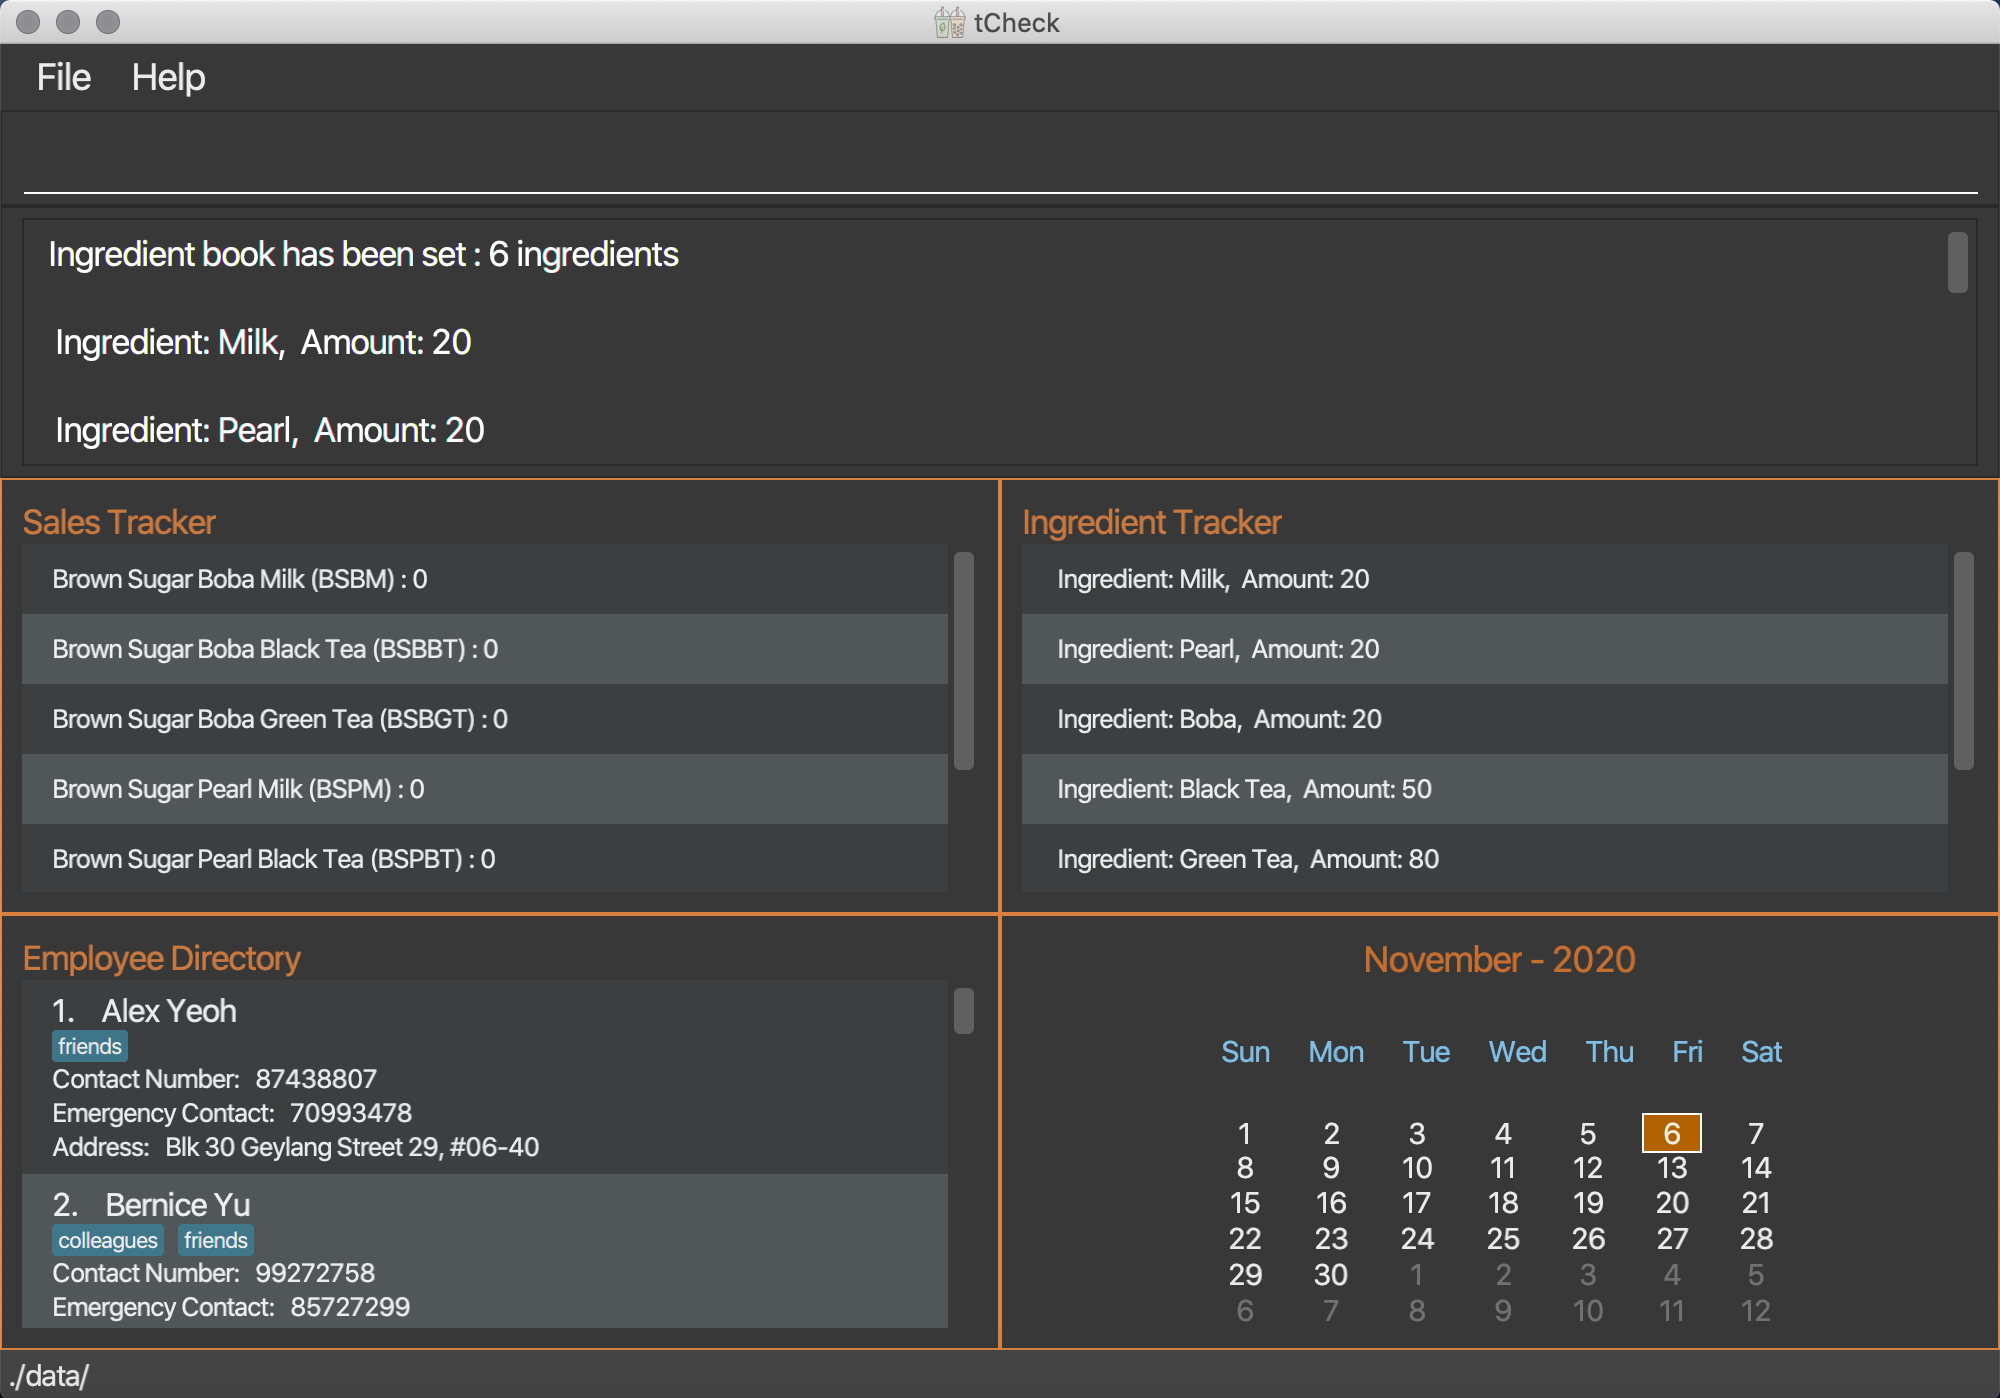 tCheck
File Help
Ingredient book has been set : 6 ingredients
Ingredient: Milk, Amount: 20
Ingredient: Pearl, Amount: 20
Sales Tracker
Brown Sugar Boba Milk (BSBM) : 0
Brown Sugar Boba Black Tea (BSBBT) : 0
Brown Sugar Boba Green Tea (BSBGT) : 0
Brown Sugar Pearl Milk (BSPM) : 0
Brown Sugar Pearl Black Tea (BSPBT) : 0
Ingredient Tracker
Ingredient: Milk, Amount: 20
Ingredient: Pearl, Amount: 20
Ingredient: Boba, Amount: 20
Ingredient: Black Tea, Amount: 50
Ingredient: Green Tea, Amount: 80
Employee Directory
1. Alex Yeoh
friends
Contact Number: 87438807
Emergency Contact: 70993478
Address: Blk 30 Geylang Street 29, #06-40
2. Bernice Yu
colleagues friends
Contact Number: 99272758
Emergency Contact: 85727299
November - 2020
Sun Mon Tue Wed Thu Fri Sat
1 2 3 4 5 6 7
8 9 10 11 12 13 14
15 16 17 18 19 20 21
22 23 24 25 26 27 28
29 30 1 2 3 4 5
6 7 8 9 10 11 12
./data/